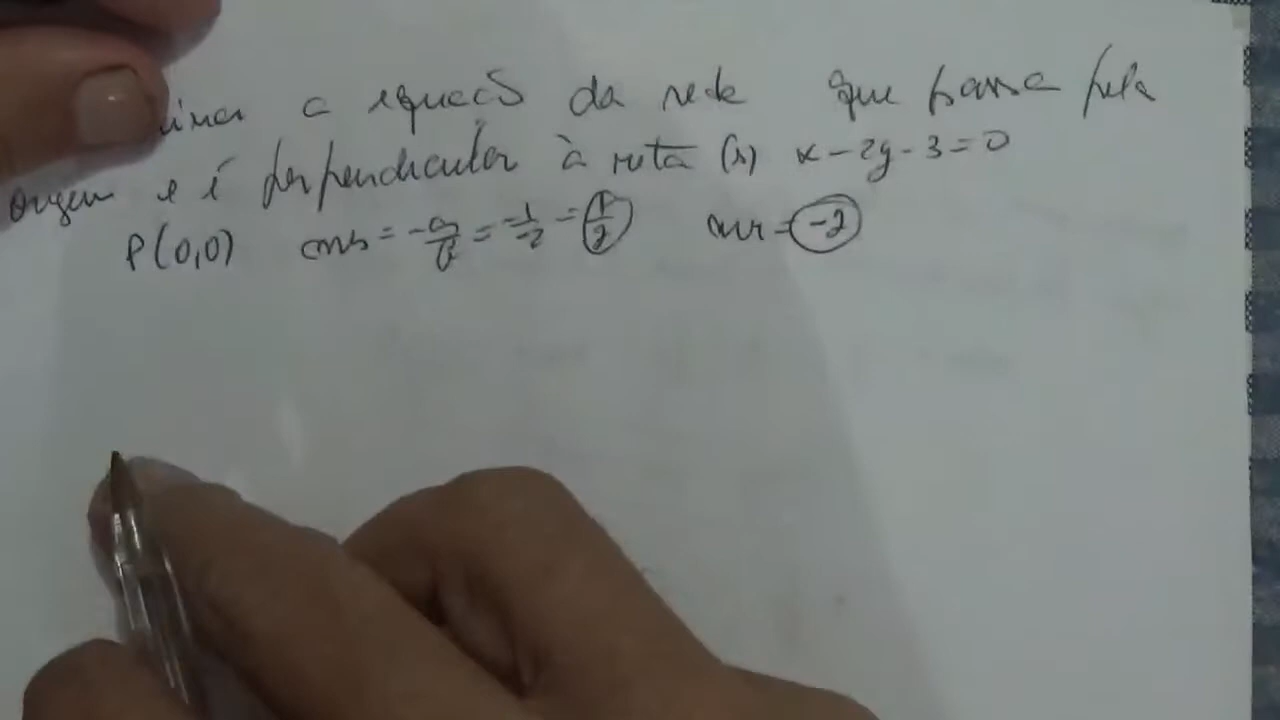 a equação da reta que passa pela
Origem e é perpendicular à reta (s) x - 2y - 3 = 0
P(0,0) ms = -a/b = -1/-2 = 1/2 mr = -2